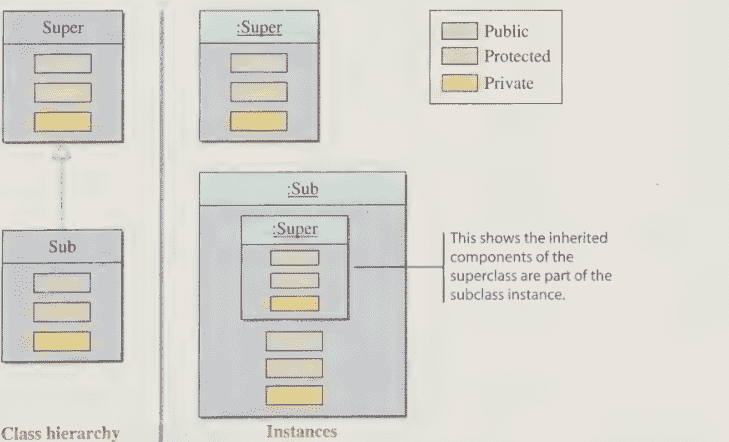 Super
:Super
Public
Protected
Private
:Sub
:Super
Sub
This shows the inherited
components of the
superclass are part of the
subclass instance.
Class hierarchy
Instances